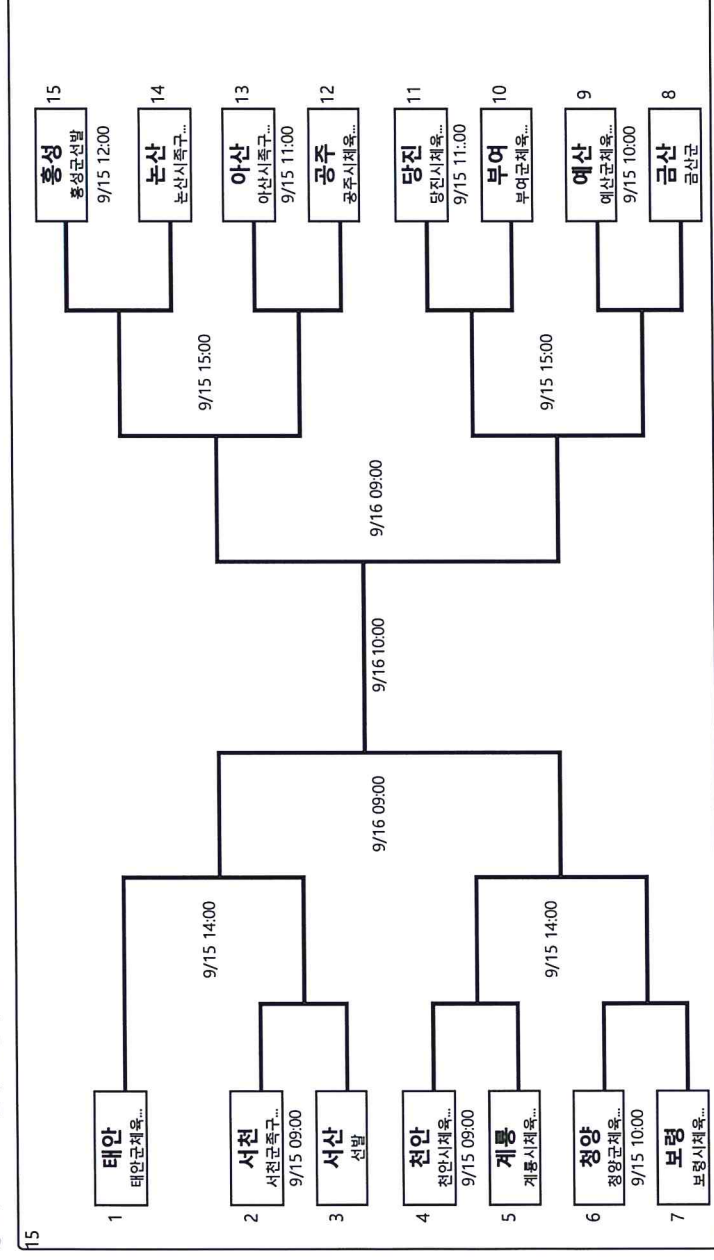 15
1
태안
태안군체육...
2
서천
서천군족구...
9/15 09:00
3
서산
선발
4
천안
천안시체육...
9/15 09:00
5
계룡
계룡시체육...
6
청양
청양군체육...
9/15 10:00
7
보령
보령시체육...
9/15 14:00
9/15 14:00
9/16 09:00
9/16 10:00
9/16 09:00
9/15 15:00
9/15 15:00
홍성
홍성군선발
15
9/15 12:00
논산
논산시족구...
14
아산
아산시족구...
13
9/15 11:00
공주
공주시체육...
12
당진
당진시체육...
11
9/15 11:00
부여
부여군체육...
10
예산
예산군체육...
9
9/15 10:00
금산
금산군
8